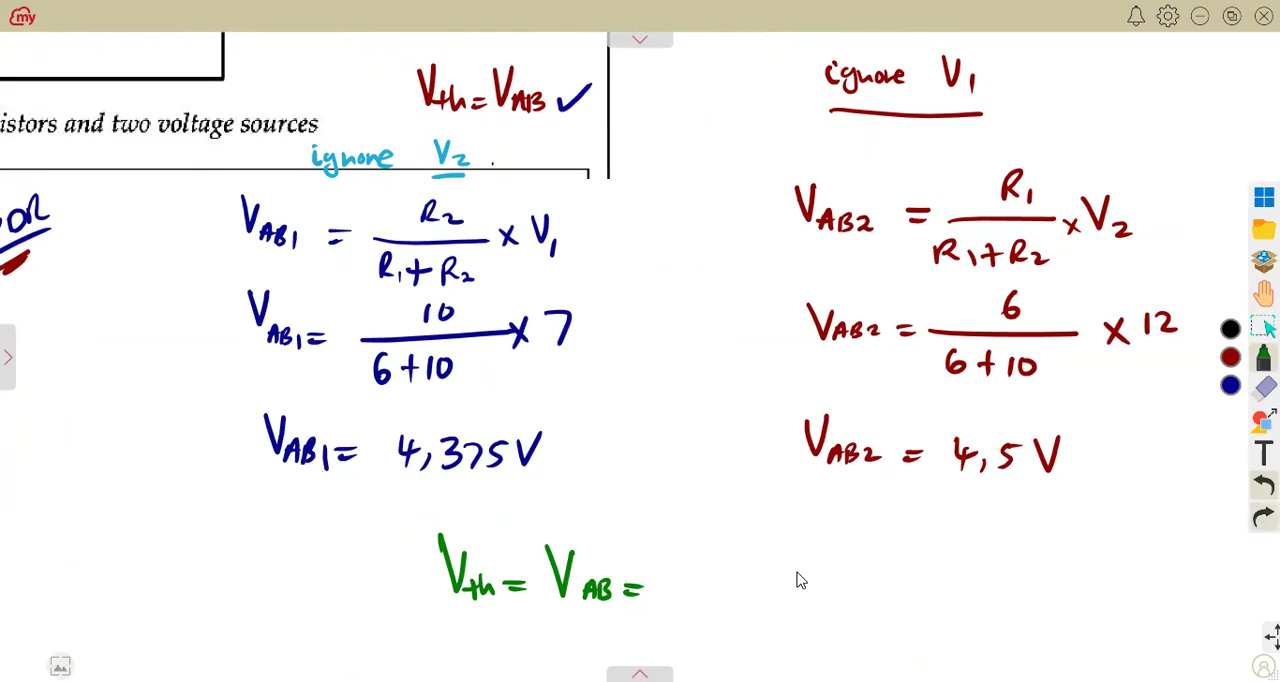 my
Vth = VAB ✓
istors and two voltage sources
ignore V2
OR
VAB1 = R2 / (R1 + R2) × V1
VAB1 = 10 / (6 + 10) × 7
VAB1 = 4,375V
ignore V1
VAB2 = R1 / (R1 + R2) × V2
VAB2 = 6 / (6 + 10) × 12
VAB2 = 4,5 V
Vth = VAB =
T